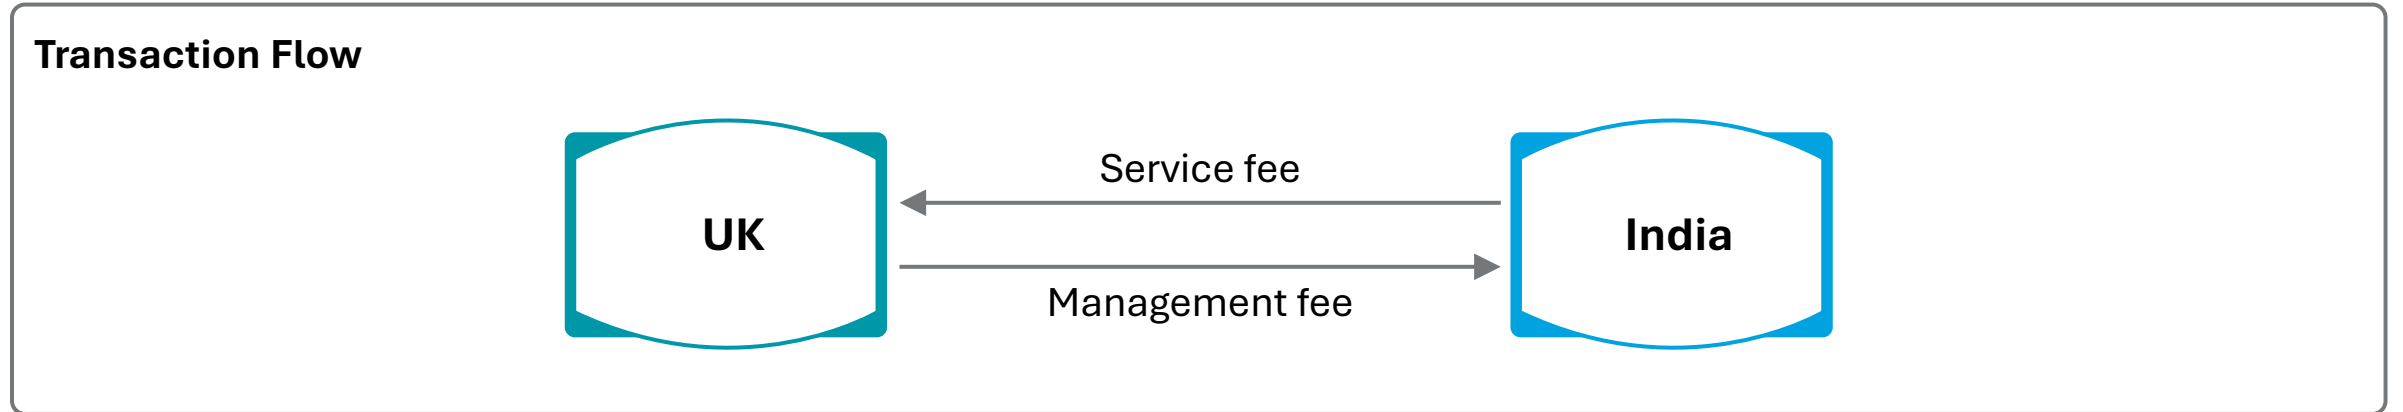 Transaction Flow
Service fee
UK
India
Management fee